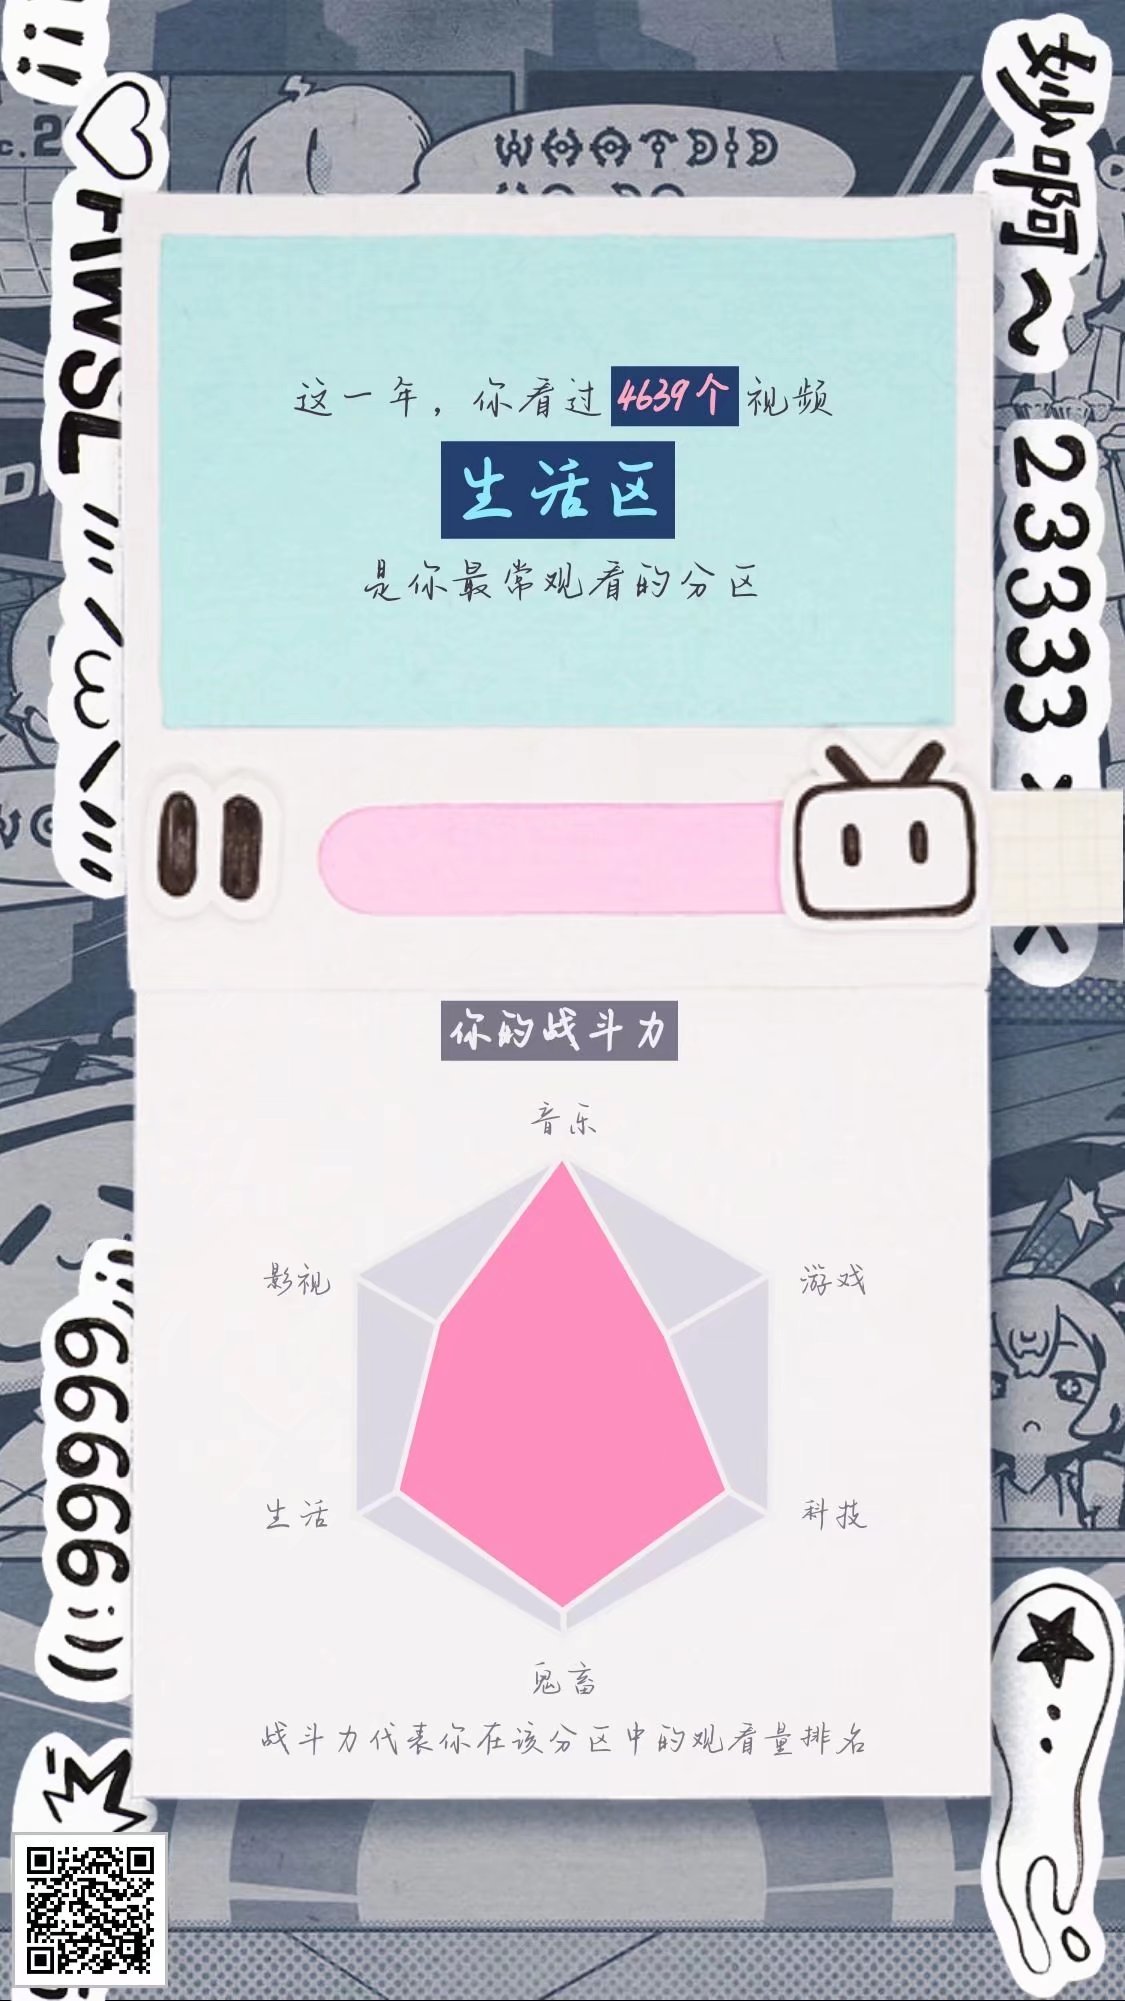 妙啊~
c.2
WHATDID
AWSL
这一年，你看过4639个视频
生活区
是你最常观看的分区
23333
你的战斗力
音乐
影视
游戏
生活
科技
鬼畜
战斗力代表你在该分区中的观看量排名
666666:))